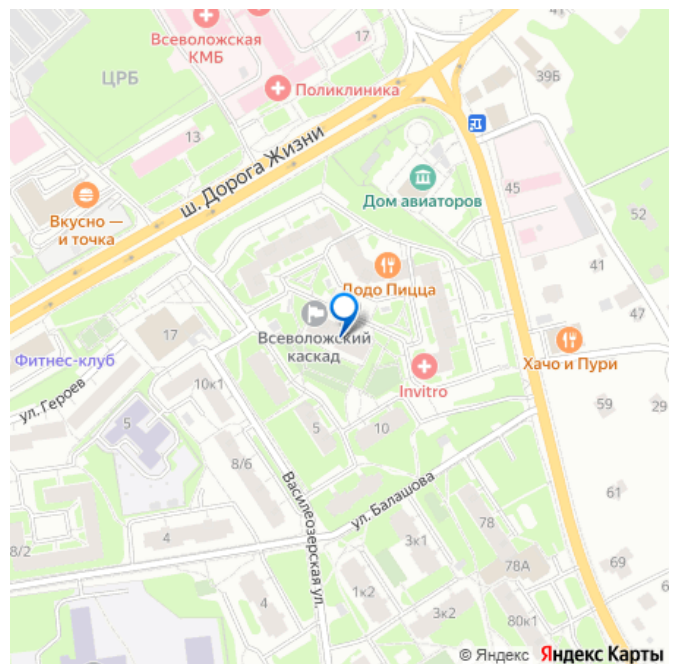 Всеволожская
КМБ
17
ЦРБ
Поликлиника
39Б
13
ш. Дорога Жизни
Дом авиаторов
45
52
Вкусно —
и точка
41
Додо Пицца
47
Всеволожский
каскад
17
Фитнес-клуб
Хачо и Пури
10к1
Invitro
ул. Героев
59
29
5
5
10
8/6
Василеозерская ул.
ул. Балашова
61
78
4
3к1
8/2
78А
69
1к2
6
4
3к2
80к1
© Яндекс Яндекс Карты